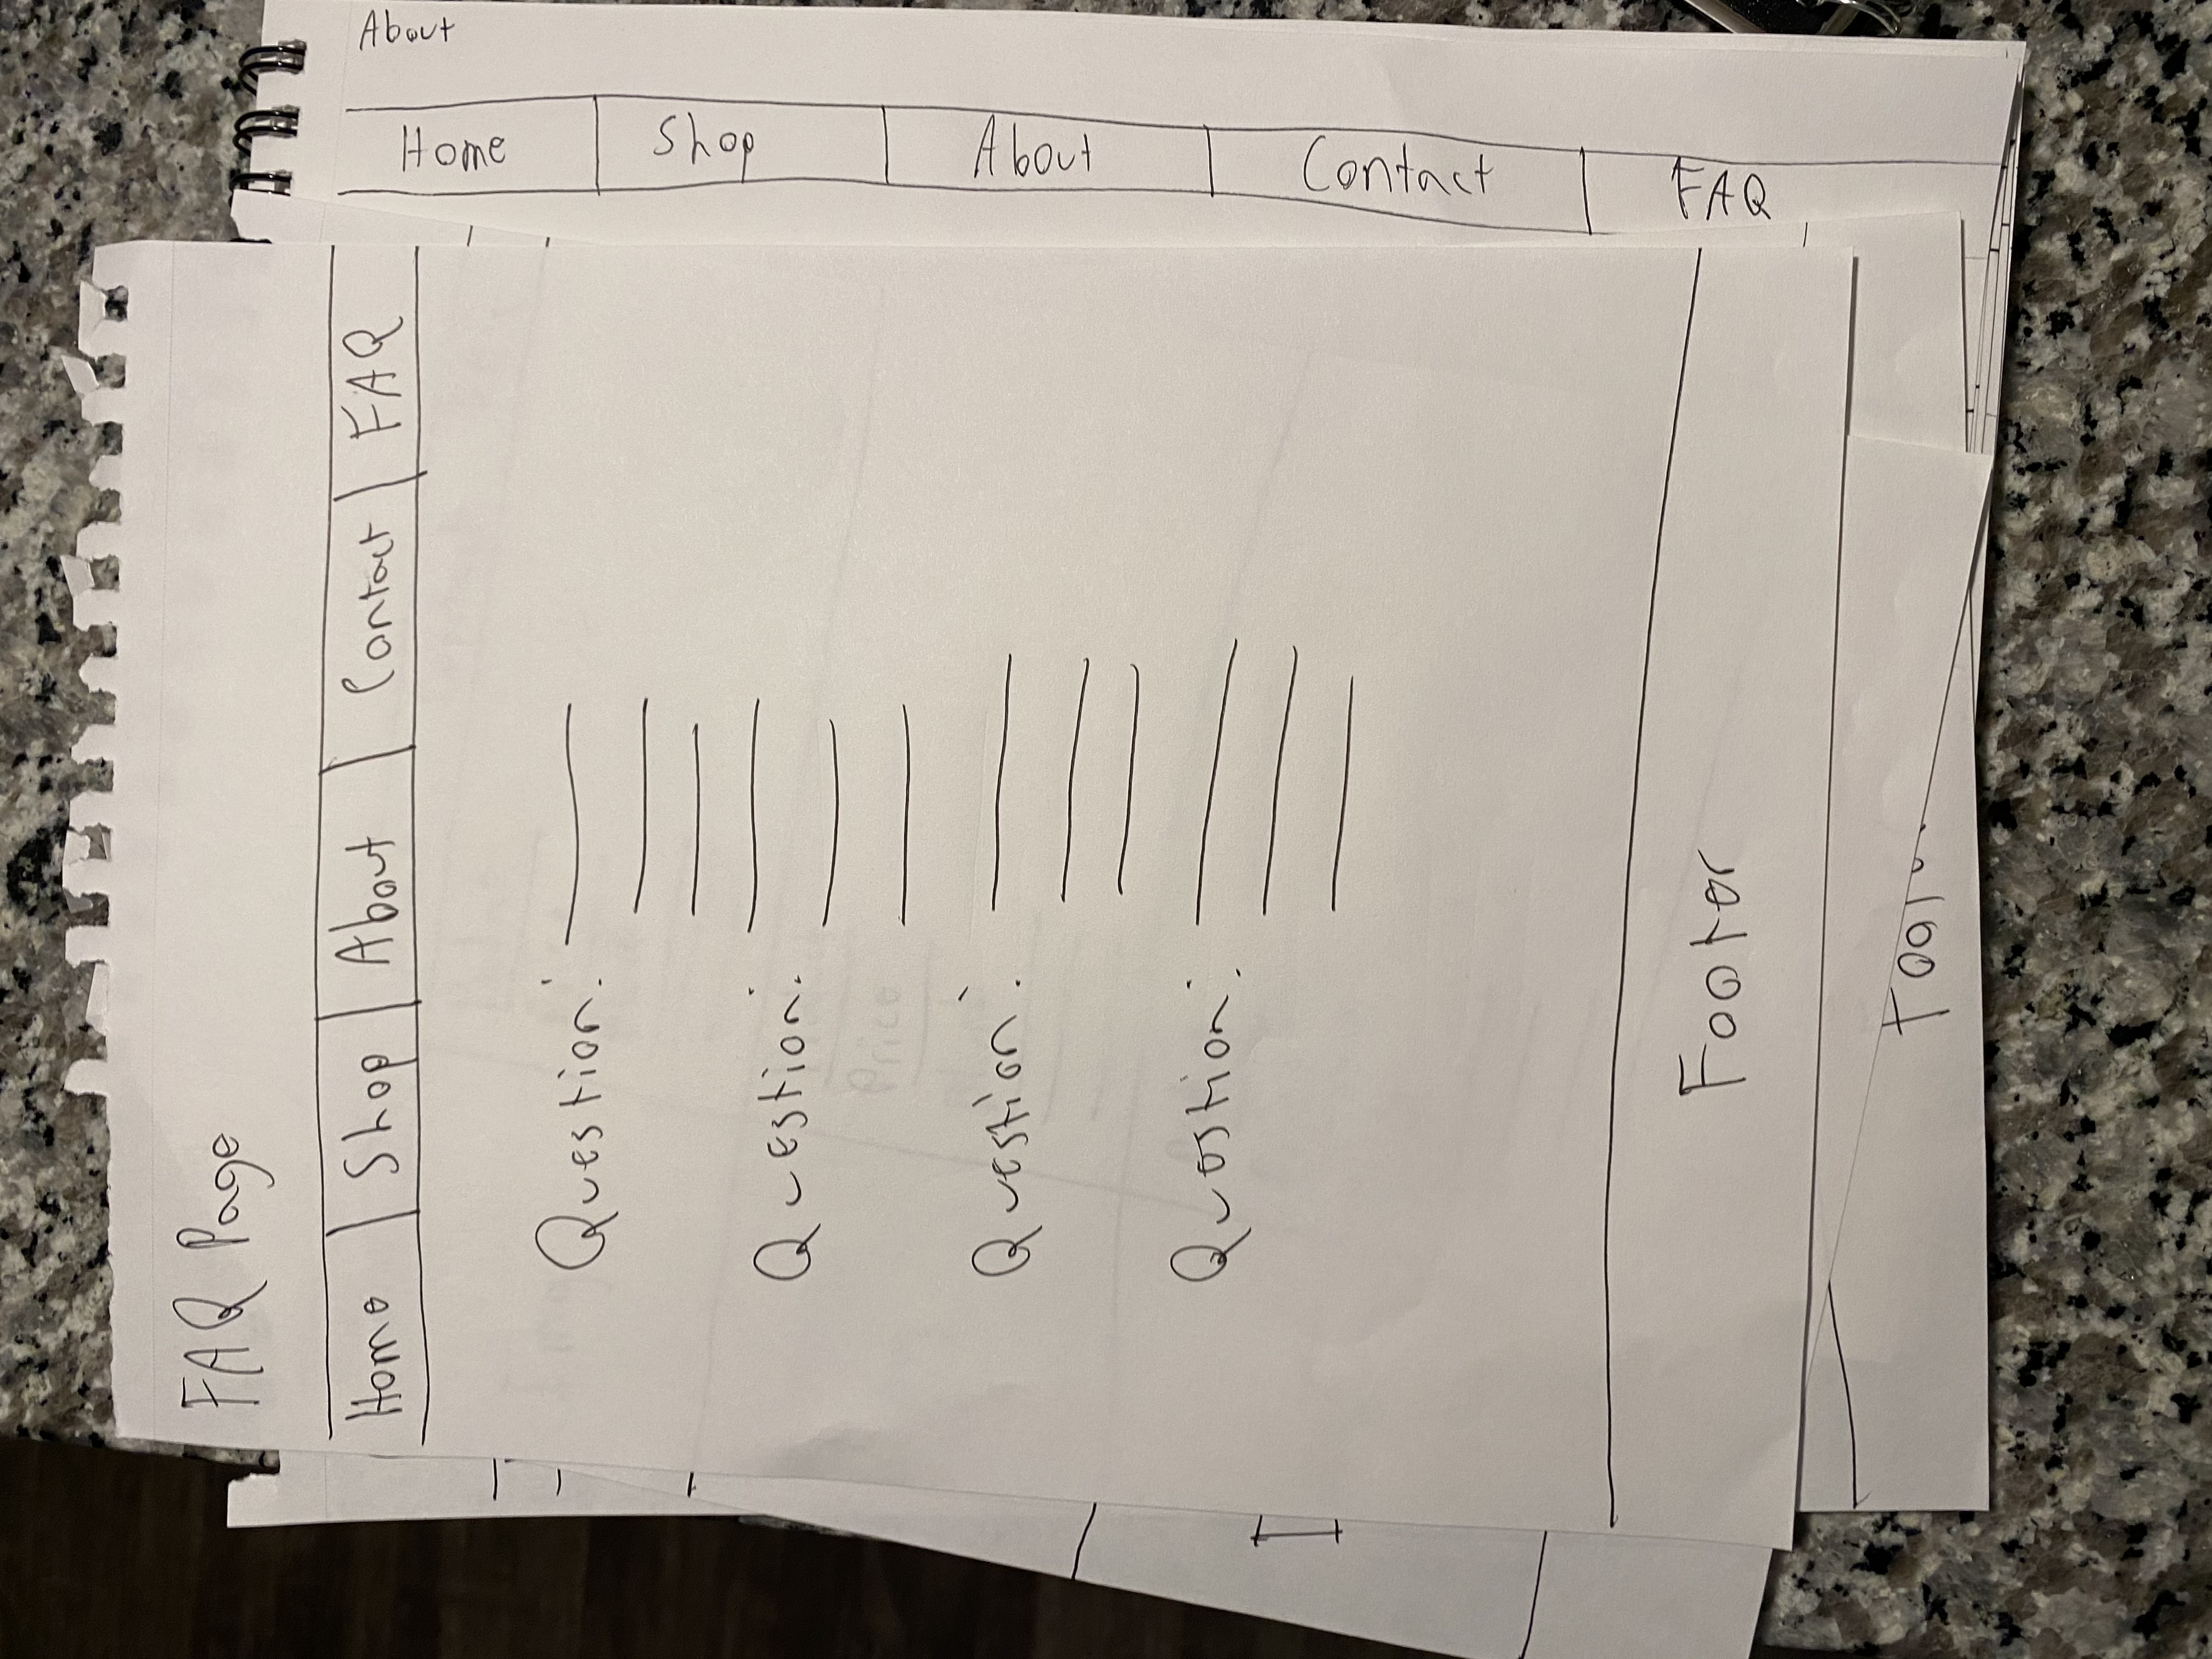 FAQ Page
Home Shop About Contact FAQ
Question:
Question:
Question:
Question:
Footer
About
Home Shop About Contact FAQ
Price